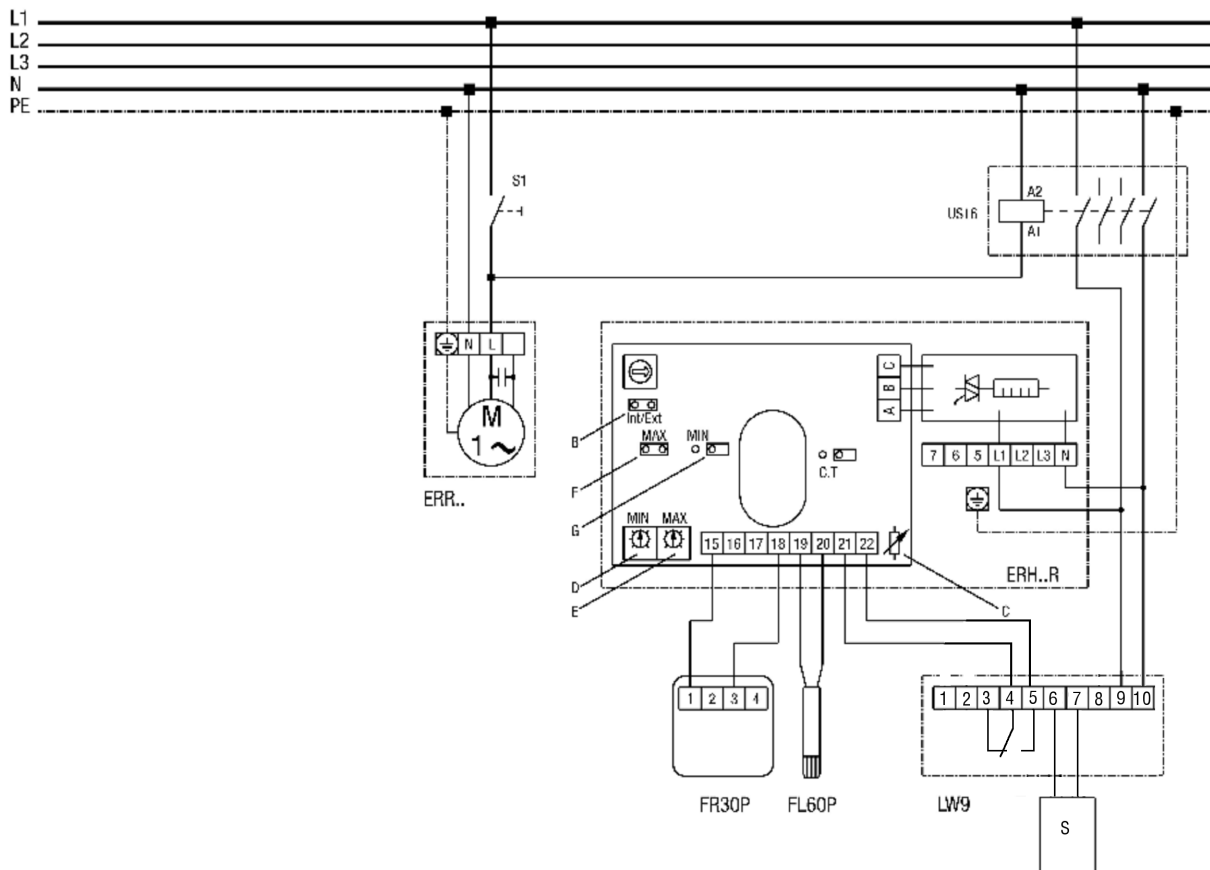 L1
L2
L3
N
PE
S1
A2
US16
A1
N L
M
1~
ERR..
Int/Ext
MAX MIN
C.T
C
B
A
7 6 5 L1 L2 L3 N
B
F
G
D
E
MIN MAX
15 16 17 18 19 20 21 22
ERH..R
C
1 2 3 4
FR30P
FL60P
1 2 3 4 5 6 7 8 9 10
LW9
S